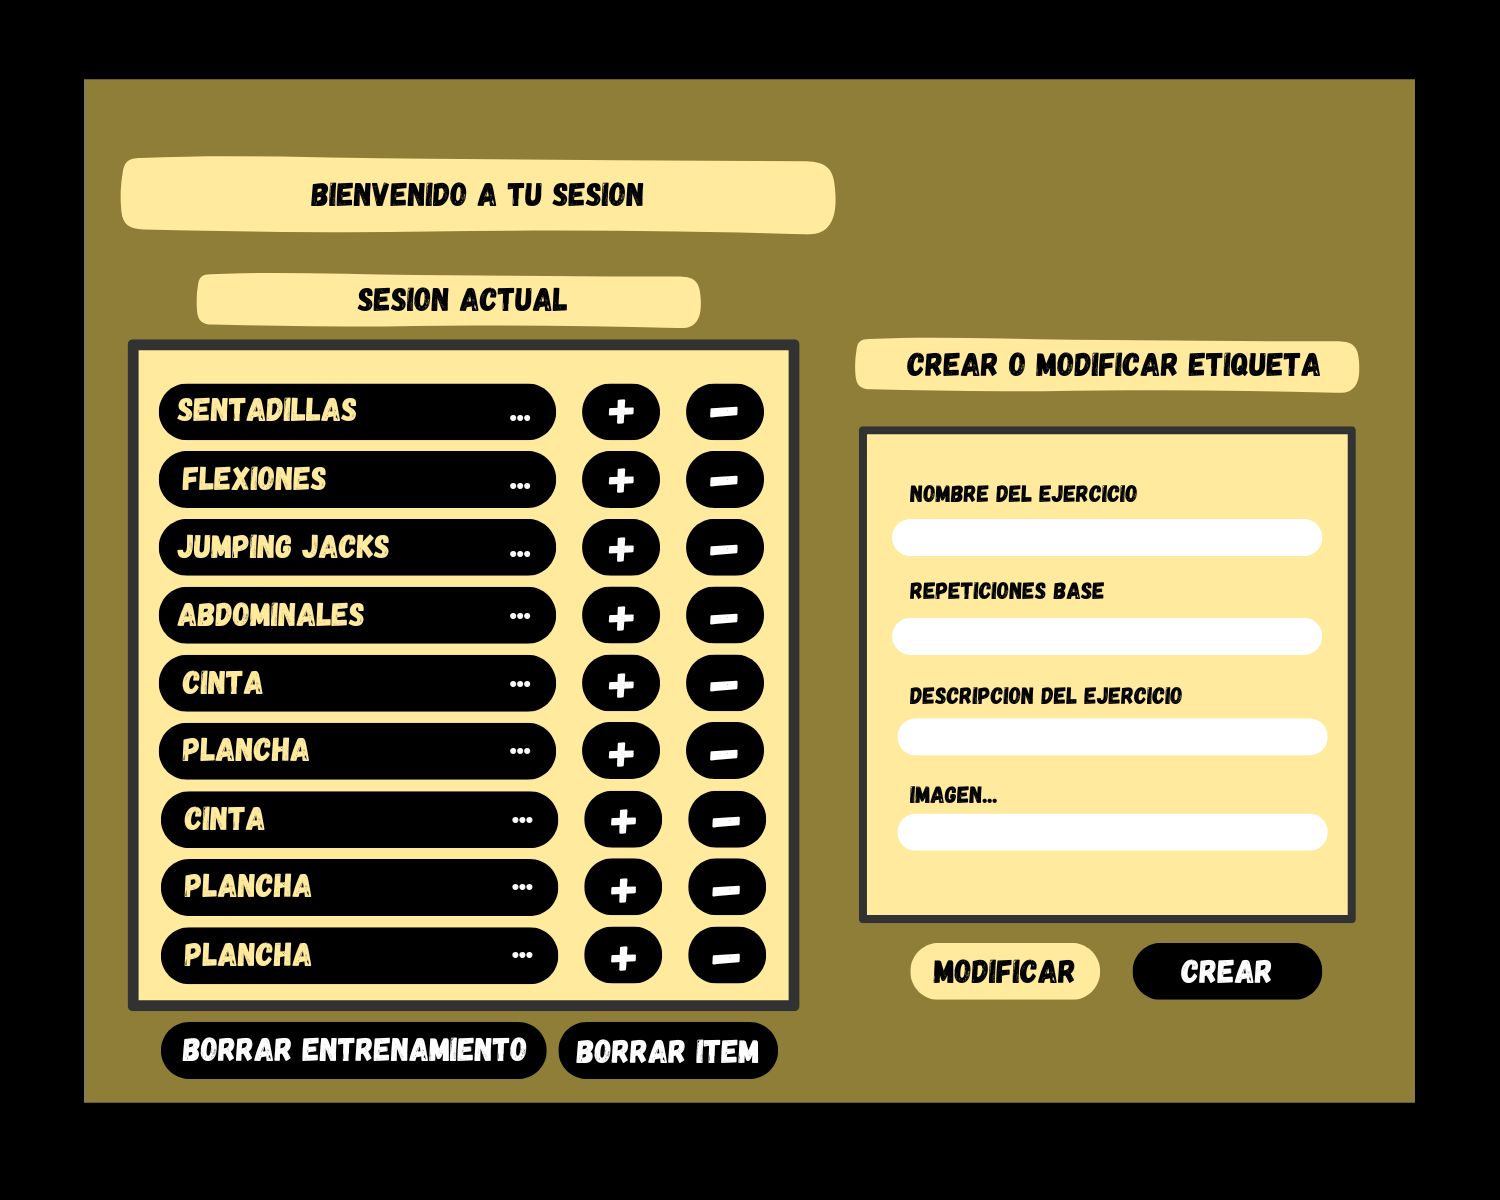 BIENVENIDO A TU SESION
SESION ACTUAL
SENTADILLAS ... + −
FLEXIONES ... + −
JUMPING JACKS ... + −
ABDOMINALES ... + −
CINTA ... + −
PLANCHA ... + −
CINTA ... + −
PLANCHA ... + −
PLANCHA ... + −
BORRAR ENTRENAMIENTO
BORRAR ITEM
CREAR O MODIFICAR ETIQUETA
NOMBRE DEL EJERCICIO
REPETICIONES BASE
DESCRIPCION DEL EJERCICIO
IMAGEN...
MODIFICAR
CREAR